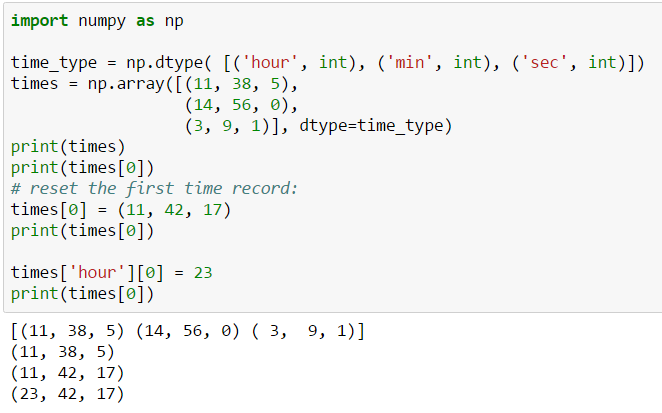 import numpy as np
time_type = np.dtype( [('hour', int), ('min', int), ('sec', int)])
times = np.array([(11, 38, 5),
                  (14, 56, 0),
                  (3, 9, 1)], dtype=time_type)
print(times)
print(times[0])
# reset the first time record:
times[0] = (11, 42, 17)
print(times[0])
times['hour'][0] = 23
print(times[0])
[(11, 38, 5) (14, 56, 0) ( 3,  9, 1)]
(11, 38, 5)
(11, 42, 17)
(23, 42, 17)